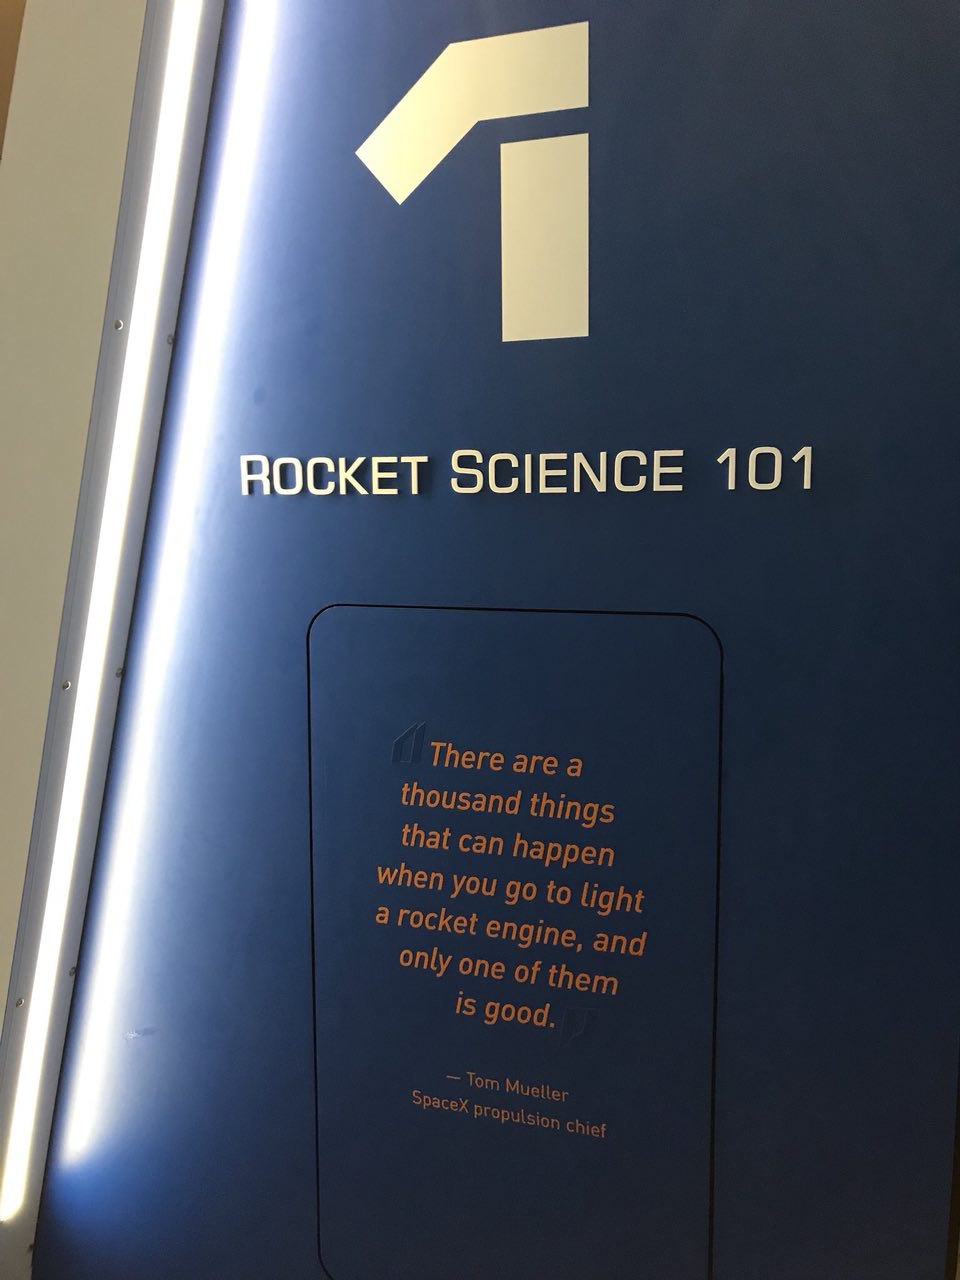 1
ROCKET SCIENCE 101
“There are a
thousand things
that can happen
when you go to light
a rocket engine, and
only one of them
is good.”
— Tom Mueller
SpaceX propulsion chief